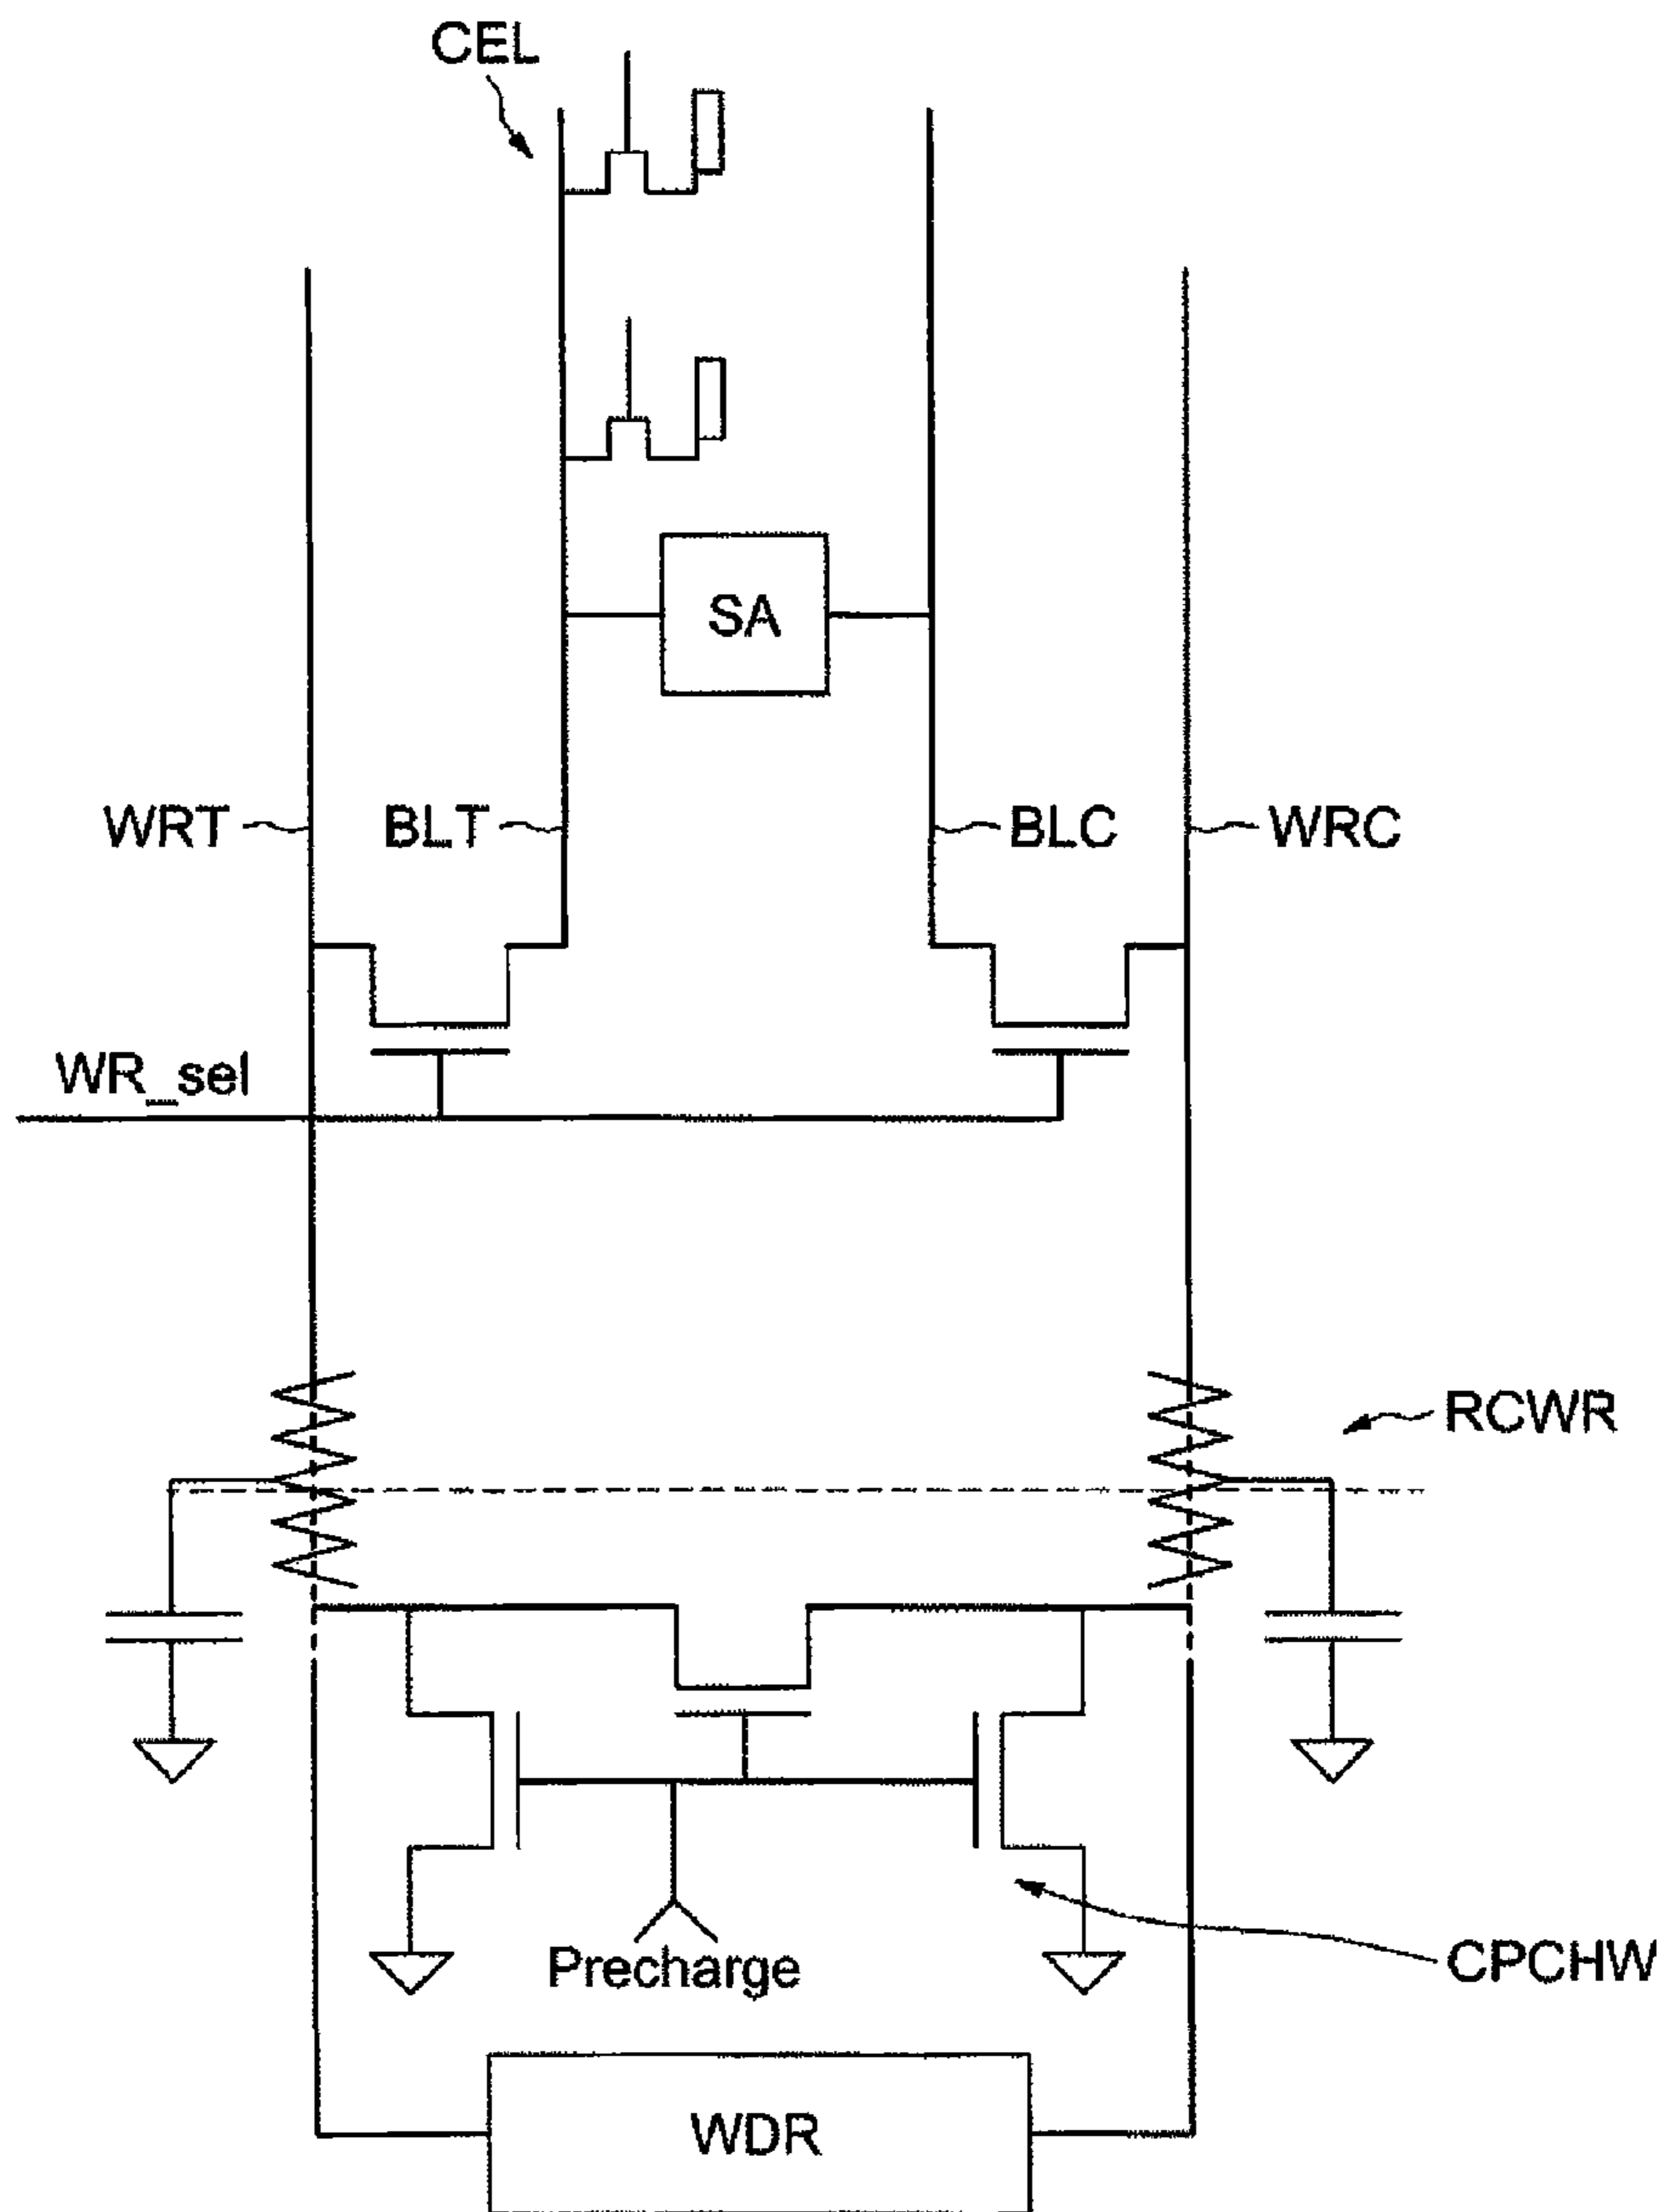 CEL
SA
WRT
BLT
BLC
WRC
WR_sel
RCWR
Precharge
CPCHW
WDR